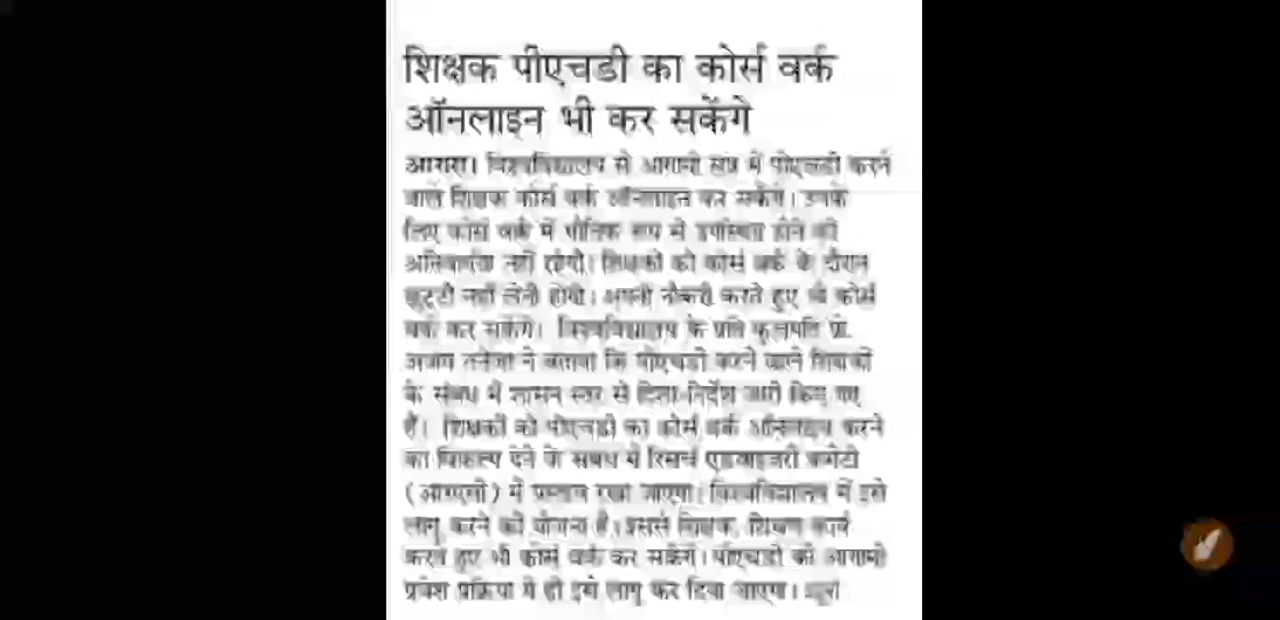 शिक्षक पीएचडी का कोर्स वर्क
ऑनलाइन भी कर सकेंगे
आगरा। विश्वविद्यालय से आगामी सत्र में पीएचडी करने
वाले शिक्षक कोर्स वर्क ऑनलाइन कर सकेंगे। उनके
लिए कोर्स वर्क में भौतिक रूप से उपस्थित होने की
अनिवार्यता नहीं रहेगी। शिक्षकों को कोर्स वर्क के दौरान
छुट्टी नहीं लेनी होगी। अपनी नौकरी करते हुए भी कोर्स
वर्क कर सकेंगे। विश्वविद्यालय के प्रति कुलपति प्रो.
अजय तनेजा ने बताया कि पीएचडी करने वाले शिक्षकों
के संबंध में शासन स्तर से दिशा-निर्देश जारी किए गए
हैं। शिक्षकों को पीएचडी का कोर्स वर्क ऑनलाइन करने
का विकल्प देने के संबंध में रिसर्च एडवाइजरी कमेटी
(आरएसी) में प्रस्ताव रखा जाएगा। विश्वविद्यालय में इसे
लागू करने की योजना है। इससे शिक्षक, शिक्षण कार्य
करते हुए भी कोर्स वर्क कर सकेंगे। पीएचडी की आगामी
प्रवेश प्रक्रिया में ही इसे लागू कर दिया जाएगा।